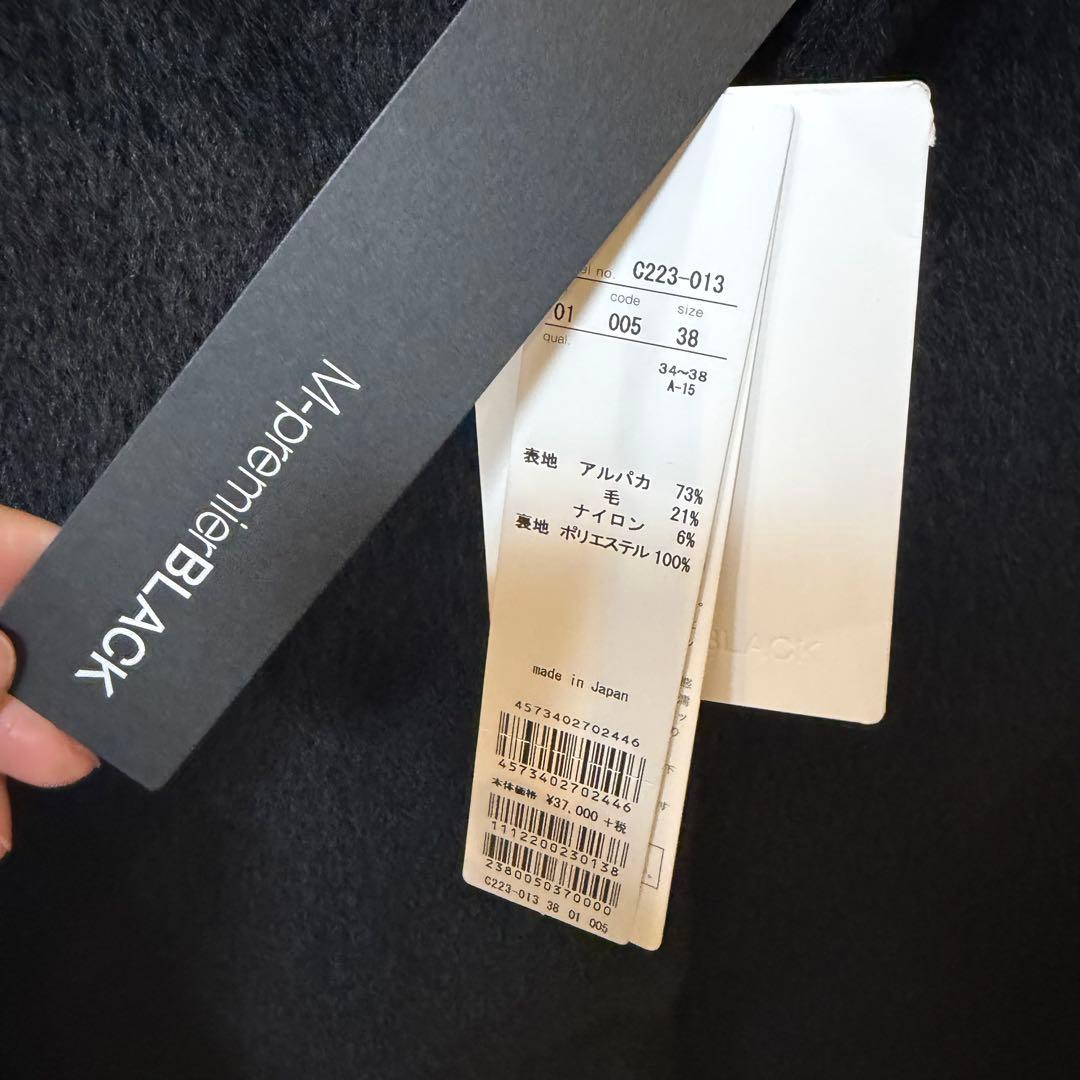 M-premierBLACK
no. C223-013
code size
01 005 38
qual.
34~38
A-15
表地 アルパカ 73%
毛 21%
ナイロン 6%
裏地 ポリエステル 100%
made in Japan
4573402702446
4573402702446
本体価格 ¥37,000 +税
1112200230138
2380050370000
C223-013 38 01 005
BLACK